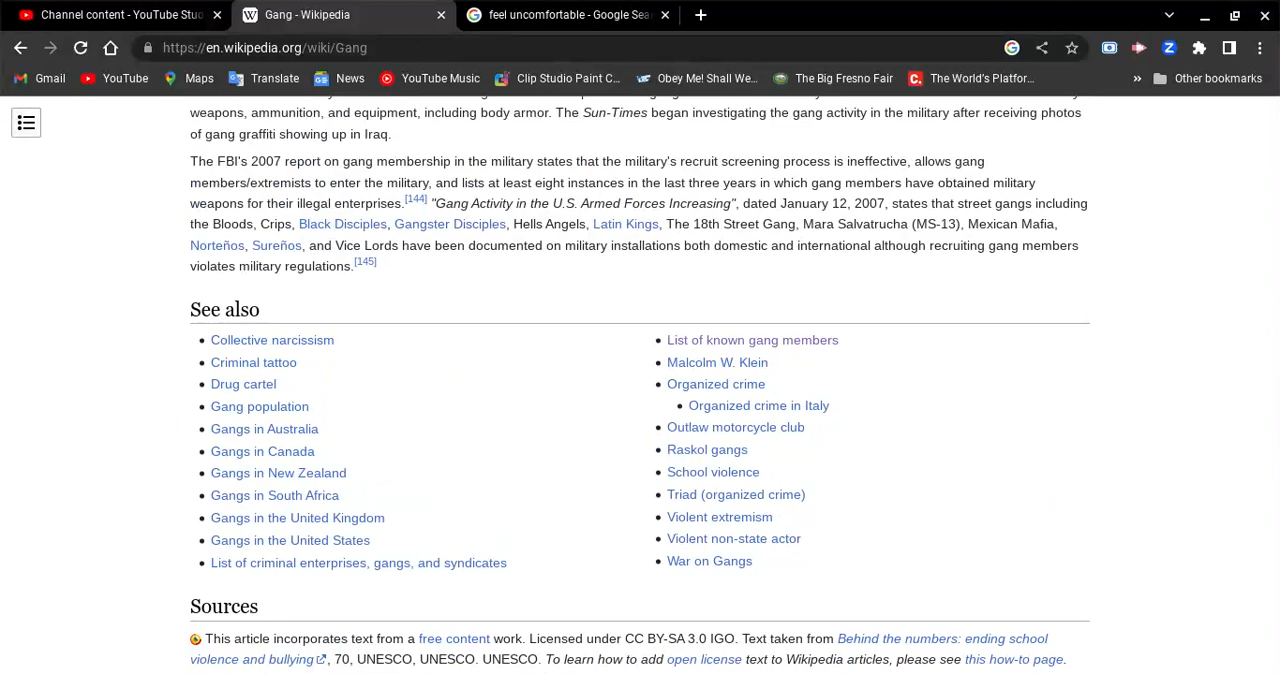 Channel content - YouTube Stu
Gang - Wikipedia
feel uncomfortable - Google Sea
https://en.wikipedia.org/wiki/Gang
Gmail
YouTube
Maps
Translate
News
YouTube Music
Clip Studio Paint C...
Obey Me! Shall We...
The Big Fresno Fair
The World's Platfor...
»
Other bookmarks
weapons, ammunition, and equipment, including body armor. The Sun-Times began investigating the gang activity in the military after receiving photos
of gang graffiti showing up in Iraq.
The FBI's 2007 report on gang membership in the military states that the military's recruit screening process is ineffective, allows gang
members/extremists to enter the military, and lists at least eight instances in the last three years in which gang members have obtained military
weapons for their illegal enterprises.[144] "Gang Activity in the U.S. Armed Forces Increasing", dated January 12, 2007, states that street gangs including
the Bloods, Crips, Black Disciples, Gangster Disciples, Hells Angels, Latin Kings, The 18th Street Gang, Mara Salvatrucha (MS-13), Mexican Mafia,
Norteños, Sureños, and Vice Lords have been documented on military installations both domestic and international although recruiting gang members
violates military regulations.[145]
See also
Collective narcissism
Criminal tattoo
Drug cartel
Gang population
Gangs in Australia
Gangs in Canada
Gangs in New Zealand
Gangs in South Africa
Gangs in the United Kingdom
Gangs in the United States
List of criminal enterprises, gangs, and syndicates
List of known gang members
Malcolm W. Klein
Organized crime
Organized crime in Italy
Outlaw motorcycle club
Raskol gangs
School violence
Triad (organized crime)
Violent extremism
Violent non-state actor
War on Gangs
Sources
This article incorporates text from a free content work. Licensed under CC BY-SA 3.0 IGO. Text taken from Behind the numbers: ending school
violence and bullying, 70, UNESCO, UNESCO. UNESCO. To learn how to add open license text to Wikipedia articles, please see this how-to page.